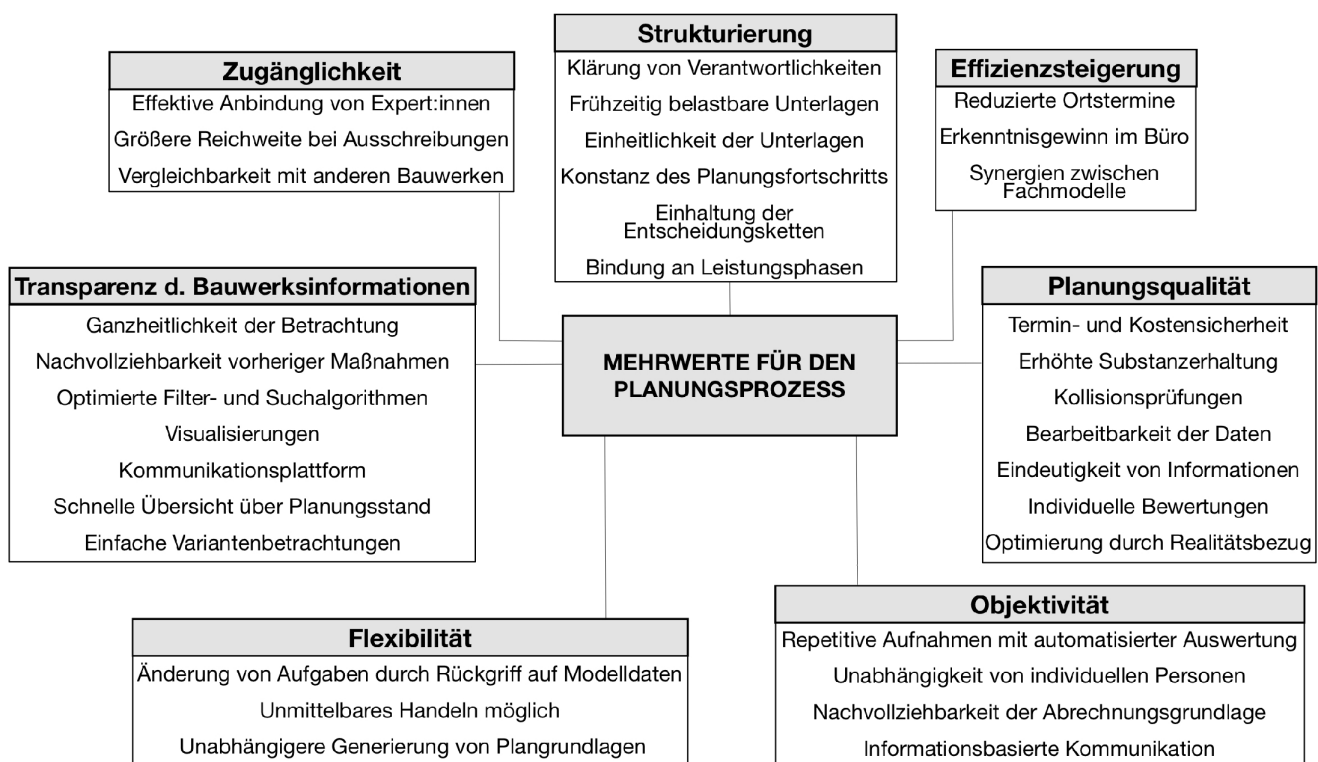 Strukturierung
Klärung von Verantwortlichkeiten
Frühzeitig belastbare Unterlagen
Einheitlichkeit der Unterlagen
Konstanz des Planungsfortschritts
Einhaltung der
Entscheidungsketten
Bindung an Leistungsphasen
Zugänglichkeit
Effektive Anbindung von Expert:innen
Größere Reichweite bei Ausschreibungen
Vergleichbarkeit mit anderen Bauwerken
Effizienzsteigerung
Reduzierte Ortstermine
Erkenntnisgewinn im Büro
Synergien zwischen
Fachmodelle
Transparenz d. Bauwerksinformationen
Ganzheitlichkeit der Betrachtung
Nachvollziehbarkeit vorheriger Maßnahmen
Optimierte Filter- und Suchalgorithmen
Visualisierungen
Kommunikationsplattform
Schnelle Übersicht über Planungsstand
Einfache Variantenbetrachtungen
MEHRWERTE FÜR DEN
PLANUNGSPROZESS
Planungsqualität
Termin- und Kostensicherheit
Erhöhte Substanzerhaltung
Kollisionsprüfungen
Bearbeitbarkeit der Daten
Eindeutigkeit von Informationen
Individuelle Bewertungen
Optimierung durch Realitätsbezug
Flexibilität
Änderung von Aufgaben durch Rückgriff auf Modelldaten
Unmittelbares Handeln möglich
Unabhängigere Generierung von Plangrundlagen
Objektivität
Repetitive Aufnahmen mit automatisierter Auswertung
Unabhängigkeit von individuellen Personen
Nachvollziehbarkeit der Abrechnungsgrundlage
Informationsbasierte Kommunikation